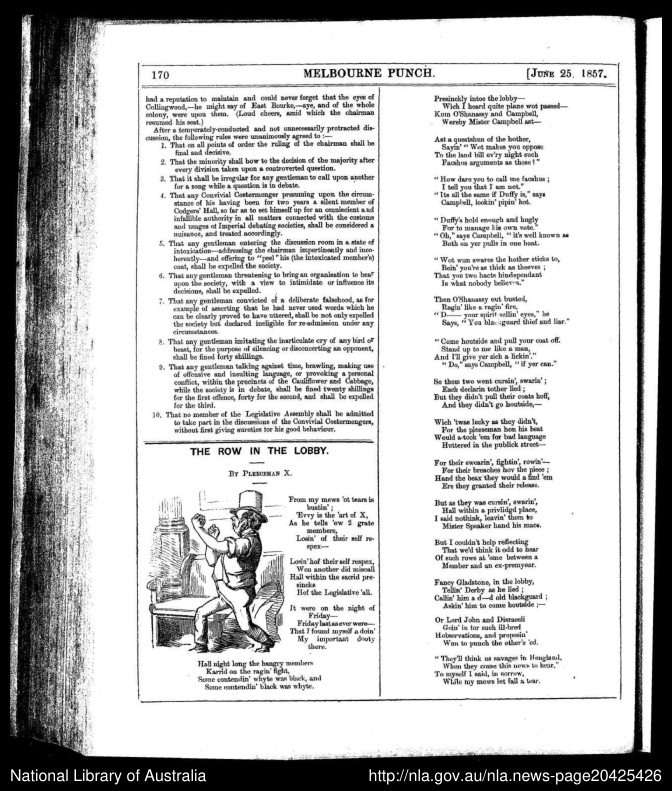 170
MELBOURNE PUNCH.
[JUNE 25, 1857.
had a reputation to maintain and could never forget that the eyes of
Collingwood,—he might say of East Bourke,—aye, and of the whole
colony, were upon them. (Loud cheers, amid which the chairman
resumed his seat.)
After a temperately-conducted and not unnecessarily protracted dis-
cussion, the following rules were unanimously agreed to :—
1. That on all points of order the ruling of the chairman shall be
final and decisive.
2. That the minority shall bow to the decision of the majority after
every division taken upon a controverted question.
3. That it shall be irregular for any gentleman to call upon another
for a song while a question is in debate.
4. That any Convivial Costermonger presuming upon the circum-
stance of his having been for two years a silent member of
Codgers' Hall, so far as to set himself up for an omniscient and
infallible authority in all matters connected with the customs
and usages of Imperial debating societies, shall be considered a
nuisance, and treated accordingly.
5. That any gentleman entering the discussion room in a state of
intoxication—addressing the chairman impertinently and inco-
herently—and offering to "peel" his (the intoxicated member's)
coat, shall be expelled the society.
6. That any gentleman threatening to bring an organisation to bear
upon the society, with a view to intimidate or influence its
decisions, shall be expelled.
7. That any gentleman convicted of a deliberate falsehood, as for
example of asserting that he had never used words which he
can be clearly proved to have uttered, shall be not only expelled
the society but declared ineligible for re-admission under any
circumstances.
8. That any gentleman imitating the inarticulate cry of any bird or
beast, for the purpose of silencing or disconcerting an opponent,
shall be fined forty shillings.
9. That any gentleman talking against time, brawling, making use
of offensive and insulting language, or provoking a personal
conflict, within the precincts of the Cauliflower and Cabbage,
while the society is in debate, shall be fined twenty shillings
for the first offence, forty for the second, and shall be expelled
for the third.
10. That no member of the Legislative Assembly shall be admitted
to take part in the discussions of the Convivial Costermongers,
without first giving sureties for his good behaviour.
THE ROW IN THE LOBBY.
BY PLEECEMAN X.
From my mews 'ot tears is
bustin' ;
'Evvy is the 'art of X,
As he tells 'ow 2 grate
members,
Losin' of their self re-
spex—
Losin' hof their self respex,
Wen another did miscall
Hall within the sacrid pre-
sincks
Hof the Legislative 'all.
It were on the night of
Friday—
Friday last as ever were—
That I found myself a doin'
My important dooty
there.
Hall night long the hangry members
Karrid on the ragin' fight,
Some contendin' whyte was black, and
Some contendin' black was whyte.
Presinckly intoe the lobby—
Wich I heard quite plane wot passed—
Kum O'Shanassy and Campbell,
Wereby Mister Campbell ast—
Ast a questshun of the hother,
Sayin' "Wot makes you oppose
To the land bill ev'ry night such
Facshus arguments as those ?"
"How dare you to call me facshus ;
I tell you that I am not."
"Its all the same if Duffy is," says
Campbell, lookin' pipin' hot.
"Duffy's hold enough and hugly
For to manage his own vote."
"Oh," says Campbell, "it's well known as
Both on yer pulls in one boat.
"Wot wun swares the hother sticks to,
Bein' you're as thick as theeves ;
That you two bacts hindependant
Is what nobody believes."
Then O'Shanassy out busted,
Ragin' like a ragin' fire,
"D—— your spirit sellin' eyes," he
Says, "You blackguard thief and liar."
"Come houtside and pull your coat off,
Stand up to me like a man,
And I'll give yer sich a lickin'."
"Do," says Campbell, "if yer can."
So them two went cursin', swarin' ;
Each declarin tother lied ;
But they didn't pull their coats hoff,
And they didn't go houtside,—
Wich 'twas lucky as they didn't,
For the pleeseman hon his beat
Would a-took 'em for bad language
Huttered in the publick street—
For their swearin', fightin', rowin'—
For their breaches hov the piece ;
Hand the beax they would a find 'em
Ere they granted their release.
But as they was cursin', swarin',
Hall within a privlidgd place,
I said nothink, leavin' them to
Mister Speaker hand his mace.
But I couldn't help reflecting
That we'd think it odd to hear
Of such rows at 'ome between a
Member and an ex-premyear.
Fancy Gladstone, in the lobby,
Tellin' Derby as he lied ;
Callin' him a d—d old blackguard ;
Askin' him to come houtside ;—
Or Lord John and Disraeli
Goin' in for such ill-bred
Hobservations, and proposin'
Wun to punch the other's 'ed.
"They'll think us savages in Hengland,
When they come this news to hear,"
To myself I said, in sorrow,
While my mews let fall a tear.
National Library of Australia
http://nla.gov.au/nla.news-page20425426